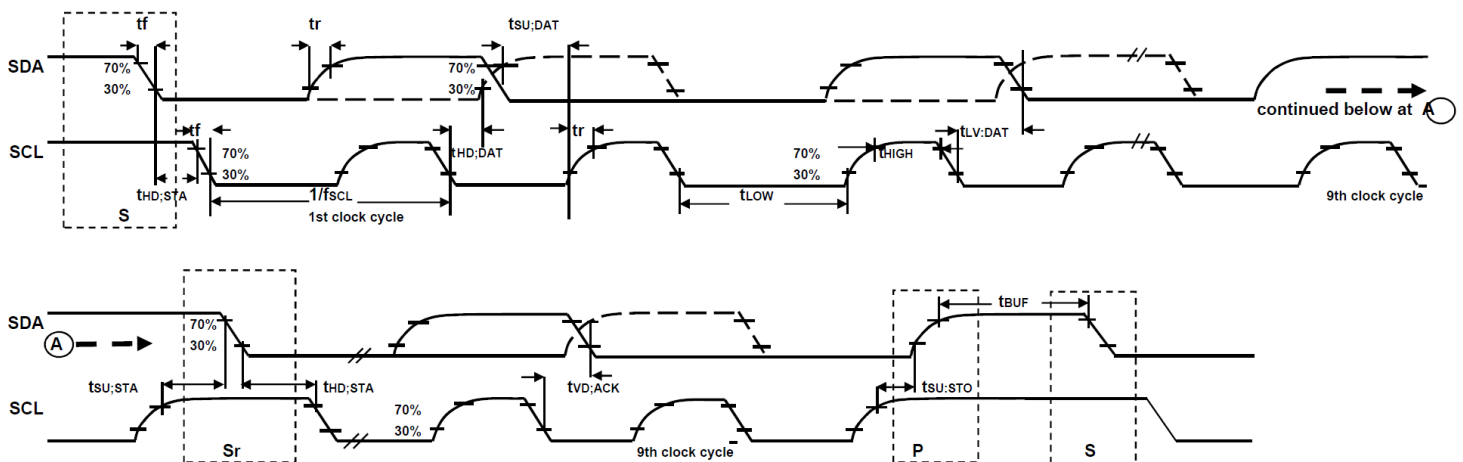 tf tr tSU;DAT
SDA 70% 70%
30% 30%
continued below at A
tf tHD;DAT tr tLV:DAT
SCL 70% 70% tHIGH
30% 30%
tHD;STA 1/fSCL tLOW
S 1st clock cycle 9th clock cycle
tBUF
SDA 70%
A 30%
tSU;STA tHD;STA tVD;ACK tSU:STO
SCL 70%
30%
Sr 9th clock cycle P S